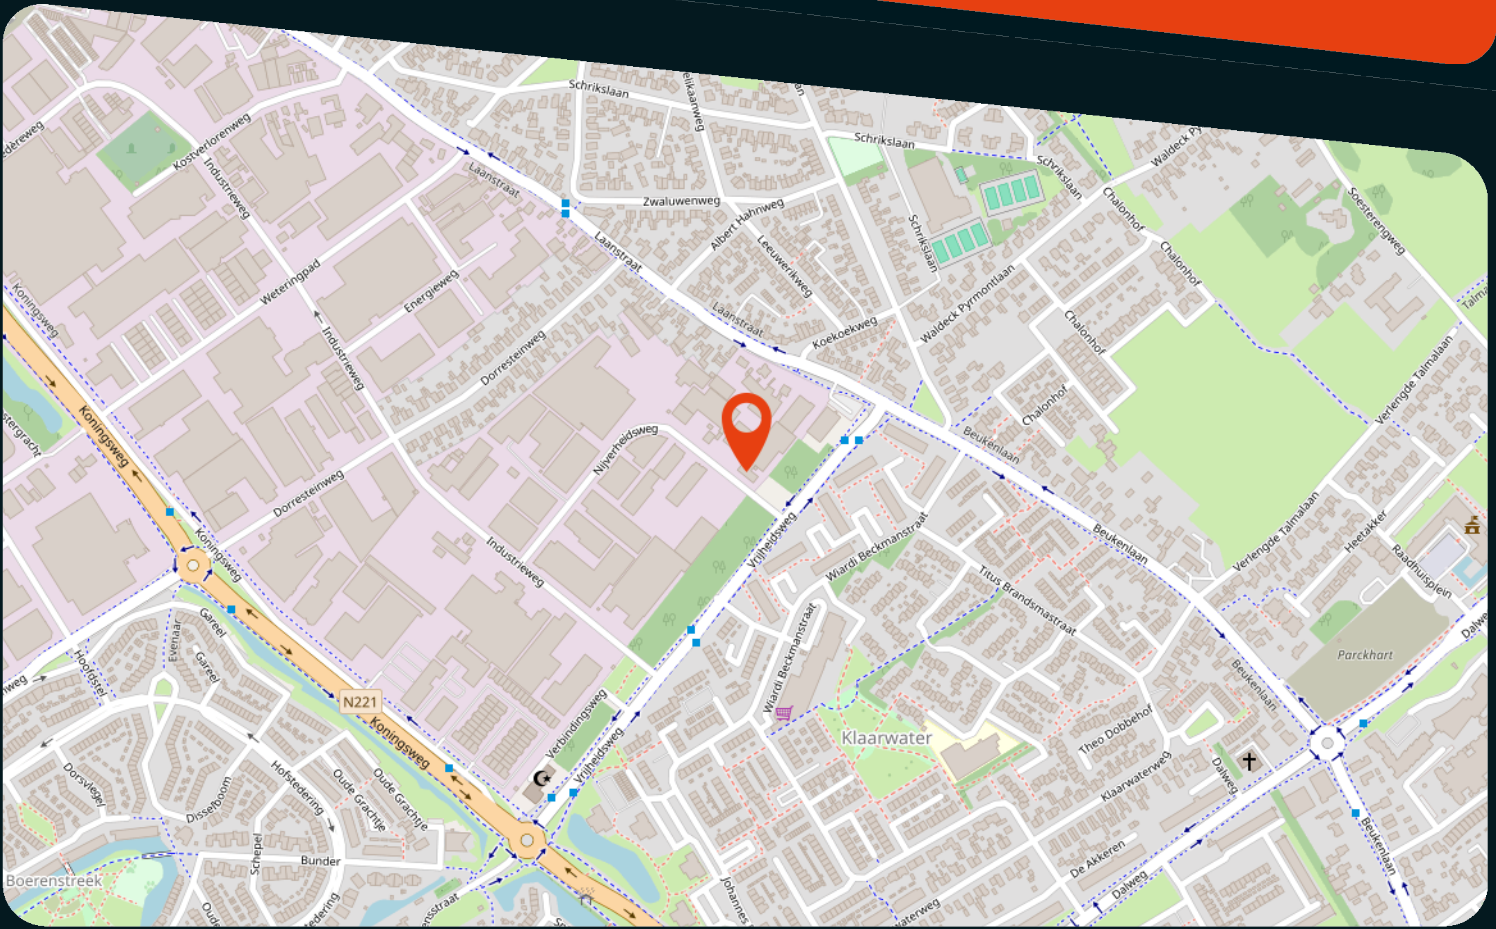 Schrikslaan
Schrikslaan
Kostverlorenweg
Industrieweg
Laanstraat
Zwaluwenweg
Albert Hahnweg
Schrikslaan
Schrikslaan
Chalonhof
Soesterengweg
Laanstraat
Leeuwerikweg
Chalonhof
Weteringpad
Energieweg
Koningsweg
Waldeck Pyrmontlaan
Laanstraat
Koekoekweg
Chalonhof
Industrieweg
Dorresteinweg
Verlengde Talmalaan
Chalonhof
Koningsweg
Nijverheidsweg
Beukenlaan
Dorresteinweg
Vrijheidsweg
Wiardi Beckmanstraat
Beukenlaan
Verlengde Talmalaan
Heetakker
Raadhuisplein
Koningsweg
Industrieweg
Titus Brandsmastraat
Gareel
Evenaar
Gareel
Hoofdstel
Wiardi Beckmanstraat
Parckhart
Beukenlaan
N221
Koningsweg
Verbindingsweg
Vrijheidsweg
Klaarwater
Theo Dobbehof
Klaarwaterweg
Dalweg
Dorsvlegel
Disselboom
Hofstedering
Oude Grachtje
Oude Grachtje
Schepel
Bunder
Boerenstreek
De Akkeren
Dalweg
Beukenlaan